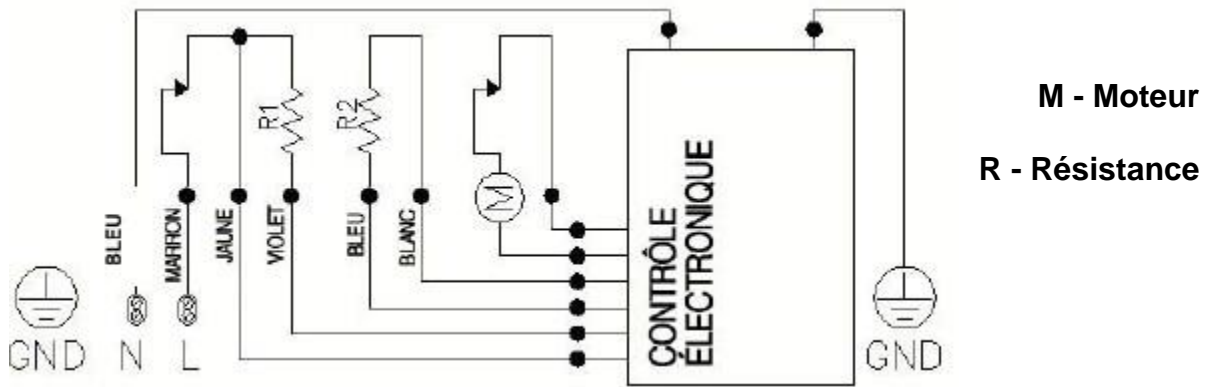 M - Moteur
R - Résistance
R1
R2
M
BLEU
MARRON
JAUNE
VIOLET
BLEU
BLANC
CONTRÔLE
ÉLECTRONIQUE
GND
N
L
GND